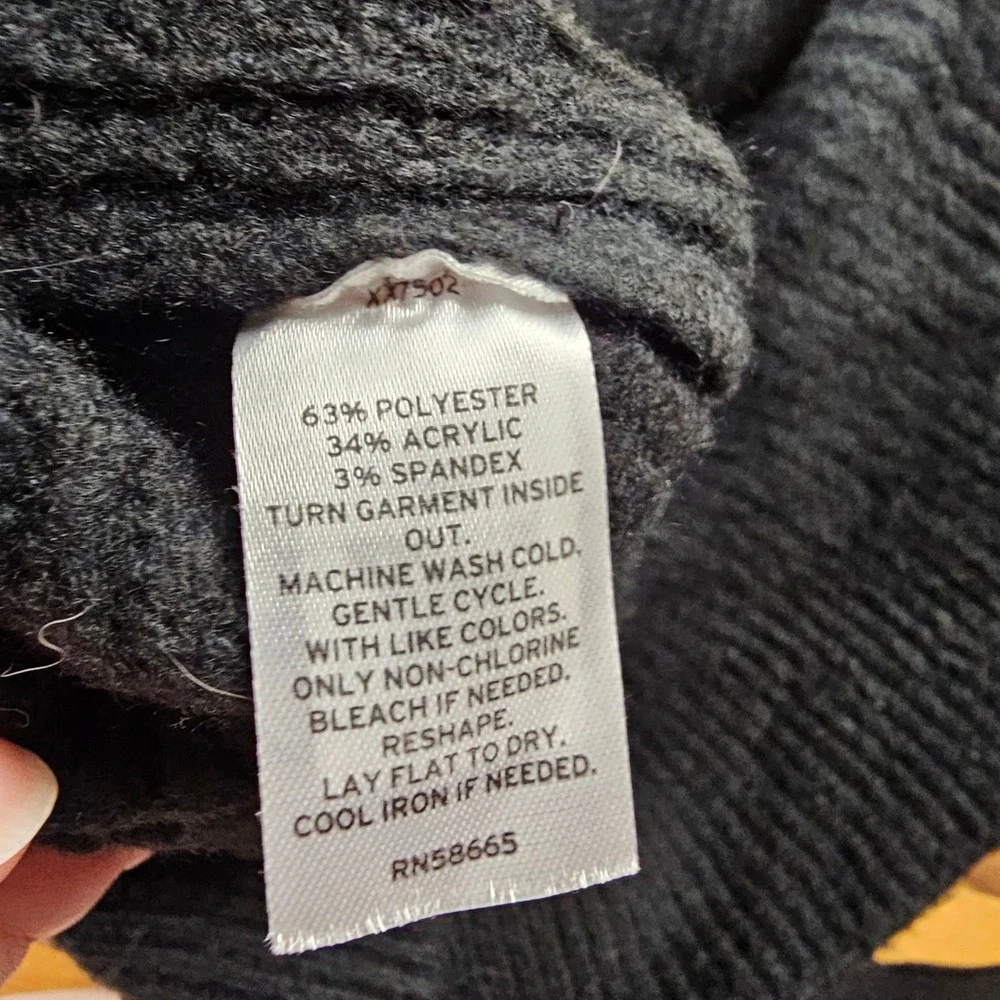 XX7502
63% POLYESTER
34% ACRYLIC
3% SPANDEX
TURN GARMENT INSIDE
OUT.
MACHINE WASH COLD.
GENTLE CYCLE.
WITH LIKE COLORS.
ONLY NON-CHLORINE
BLEACH IF NEEDED.
RESHAPE.
LAY FLAT TO DRY.
COOL IRON IF NEEDED.
RN58665